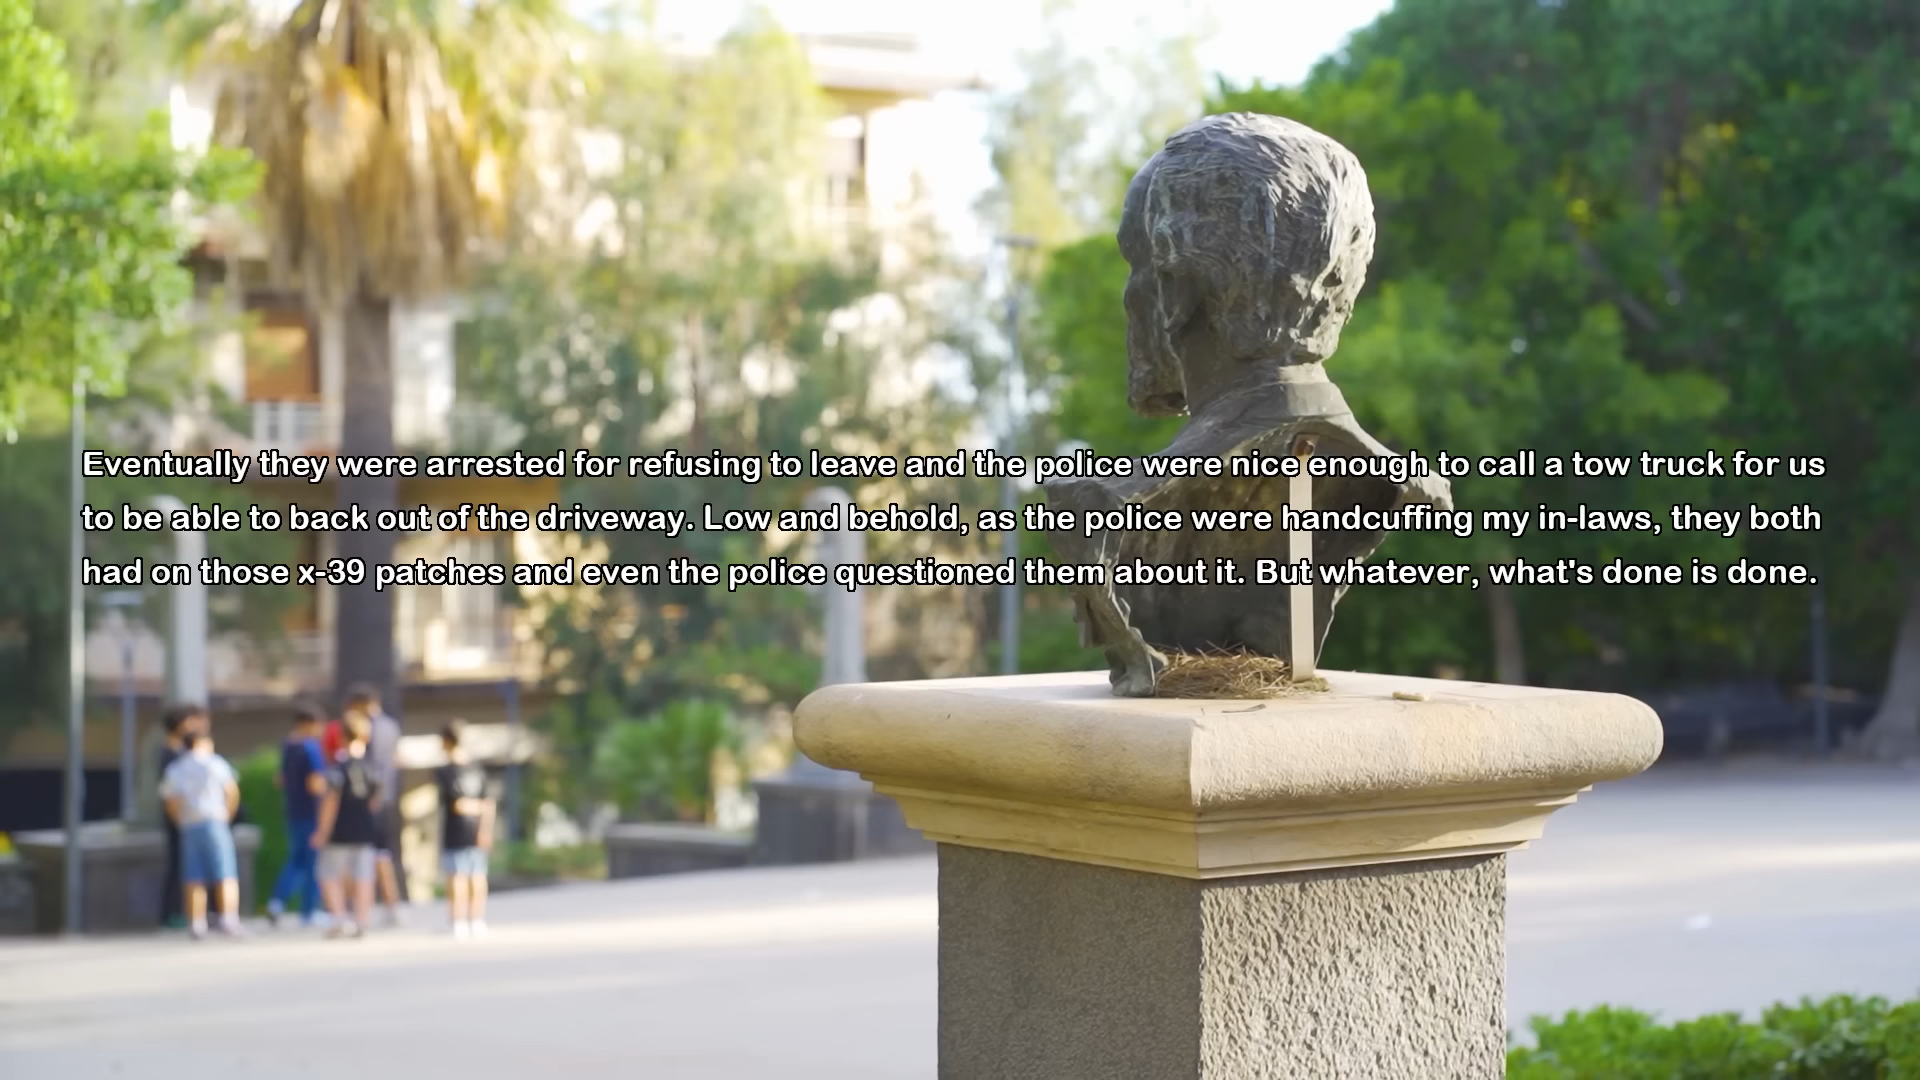 Eventually they were arrested for refusing to leave and the police were nice enough to call a tow truck for us
to be able to back out of the driveway. Low and behold, as the police were handcuffing my in-laws, they both
had on those x-39 patches and even the police questioned them about it. But whatever, what's done is done.